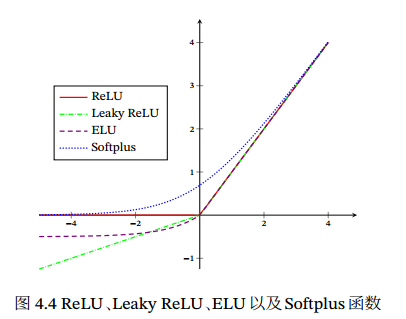 4
3
2
1
−1
−4
−2
0
2
4
ReLU
Leaky ReLU
ELU
Softplus
图 4.4 ReLU、Leaky ReLU、ELU 以及 Softplus 函数